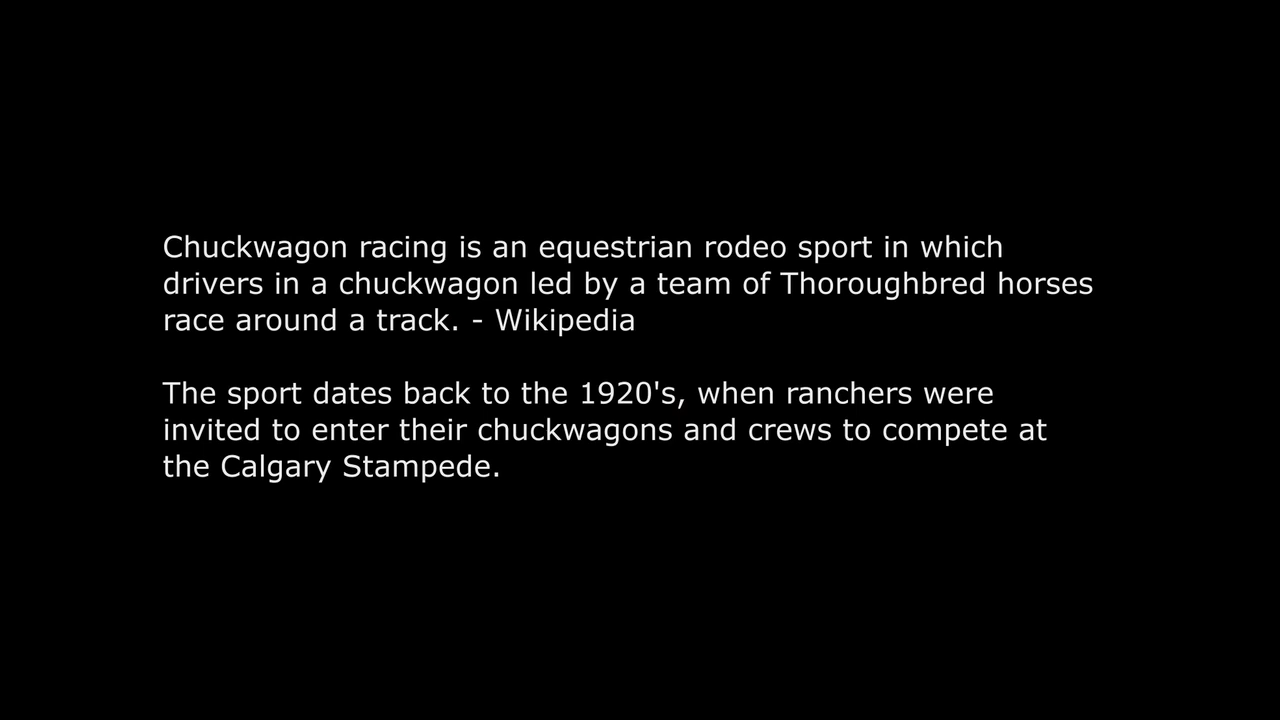 Chuckwagon racing is an equestrian rodeo sport in which
drivers in a chuckwagon led by a team of Thoroughbred horses
race around a track. - Wikipedia
The sport dates back to the 1920's, when ranchers were
invited to enter their chuckwagons and crews to compete at
the Calgary Stampede.